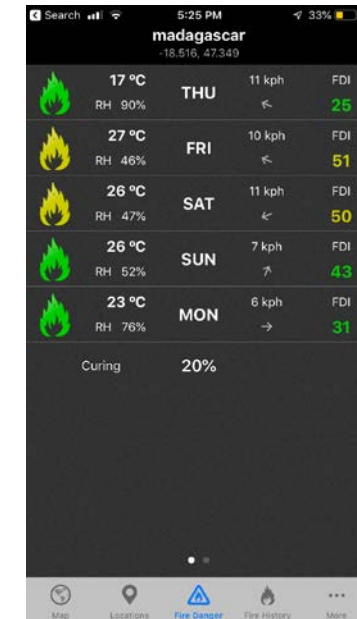 Search 5:25 PM 33%
madagascar
-18.516, 47.349
17 ºC THU 11 kph FDI
RH 90% 25
27 ºC FRI 10 kph FDI
RH 46% 51
26 ºC SAT 11 kph FDI
RH 47% 50
26 ºC SUN 7 kph FDI
RH 52% 43
23 ºC MON 6 kph FDI
RH 76% 31
Curing 20%
Map Locations Fire Danger Fire History More